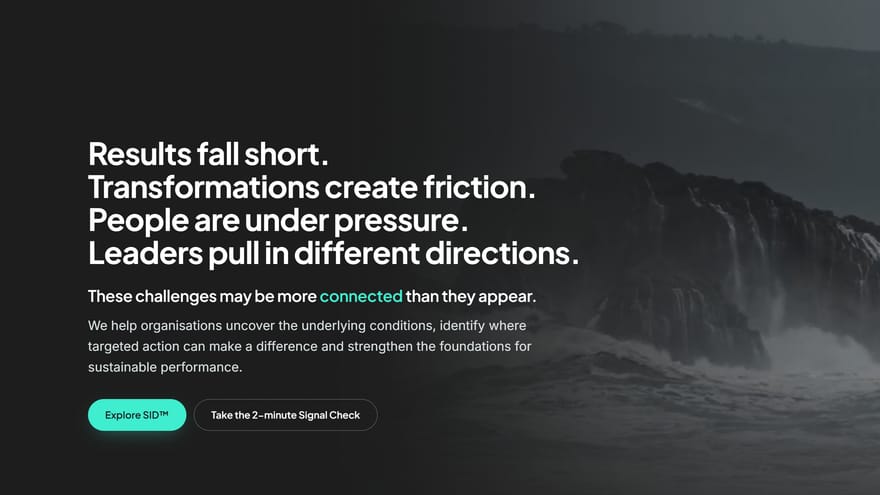 Results fall short.
Transformations create friction.
People are under pressure.
Leaders pull in different directions.
These challenges may be more connected than they appear.
We help organisations uncover the underlying conditions, identify where
targeted action can make a difference and strengthen the foundations for
sustainable performance.
Explore SID™
Take the 2–minute Signal Check